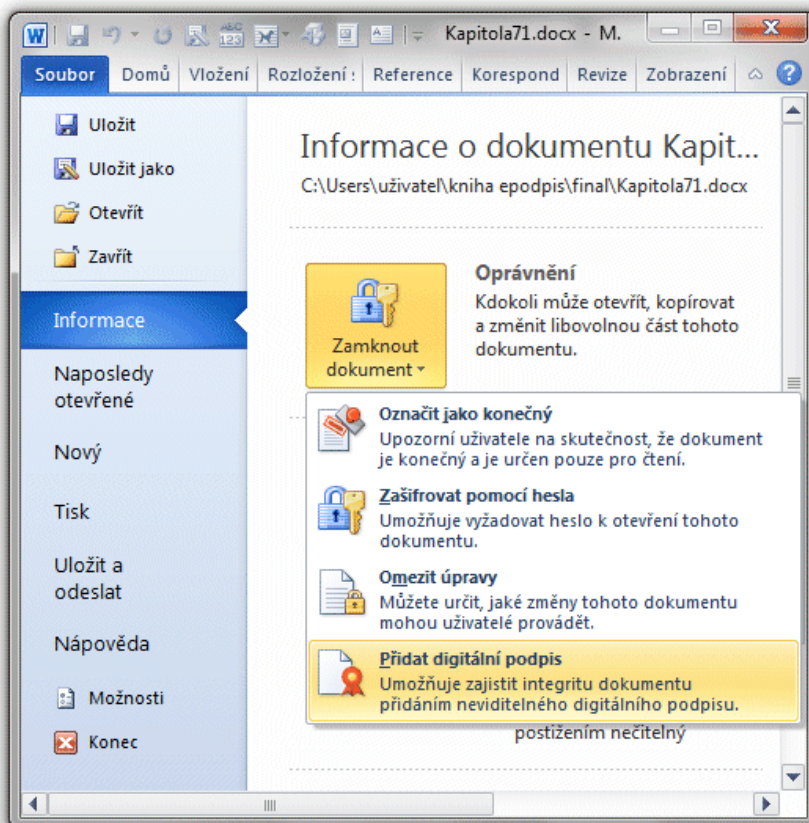 Kapitola71.docx - M.
Soubor Domů Vložení Rozložení : Reference Korespond Revize Zobrazení
Uložit
Uložit jako
Otevřít
Zavřít
Informace
Naposledy
otevřené
Nový
Tisk
Uložit a
odeslat
Nápověda
Možnosti
Konec
Informace o dokumentu Kapit...
C:\Users\uživatel\kniha epodpis\final\Kapitola71.docx
Zamknout
dokument
Oprávnění
Kdokoli může otevřít, kopírovat
a změnit libovolnou část tohoto
dokumentu.
Označit jako konečný
Upozorní uživatele na skutečnost, že dokument
je konečný a je určen pouze pro čtení.
Zašifrovat pomocí hesla
Umožňuje vyžadovat heslo k otevření tohoto
dokumentu.
Omezit úpravy
Můžete určit, jaké změny tohoto dokumentu
mohou uživatelé provádět.
Přidat digitální podpis
Umožňuje zajistit integritu dokumentu
přidáním neviditelného digitálního podpisu.
postižením nečitelný